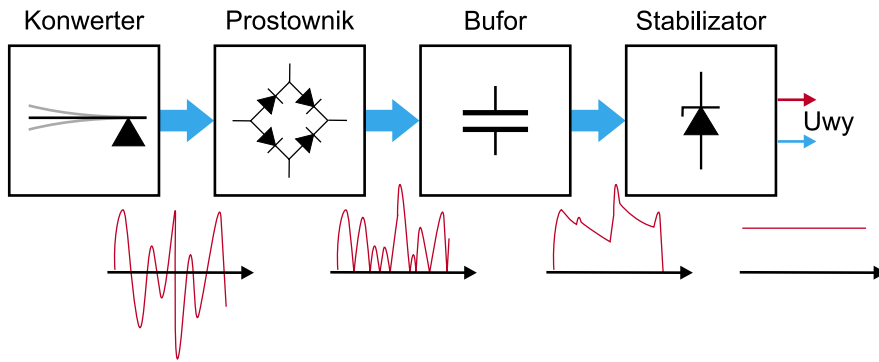 Konwerter
Prostownik
Bufor
Stabilizator
Uwy